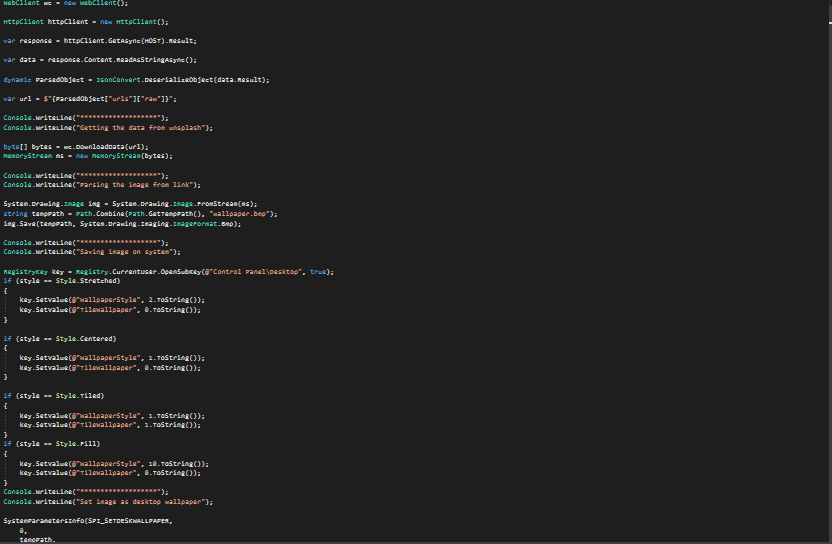 WebClient wc = new WebClient();
HttpClient httpClient = new HttpClient();
var response = httpClient.GetAsync(HOST).Result;
var data = response.Content.ReadAsStringAsync();
dynamic ParsedObject = JsonConvert.DeserializeObject(data.Result);
var url = $"{ParsedObject["urls"]["raw"]}";
Console.WriteLine("*******************");
Console.WriteLine("Getting the data from unsplash");
byte[] bytes = wc.DownloadData(url);
MemoryStream ms = new MemoryStream(bytes);
Console.WriteLine("*******************");
Console.WriteLine("Parsing the image from link");
System.Drawing.Image img = System.Drawing.Image.FromStream(ms);
string tempPath = Path.Combine(Path.GetTempPath(), "wallpaper.bmp");
img.Save(tempPath, System.Drawing.Imaging.ImageFormat.Bmp);
Console.WriteLine("*******************");
Console.WriteLine("Saving image on system");
RegistryKey key = Registry.CurrentUser.OpenSubKey(@"Control Panel\Desktop", true);
if (style == Style.Stretched)
{
key.SetValue(@"WallpaperStyle", 2.ToString());
key.SetValue(@"TileWallpaper", 0.ToString());
}
if (style == Style.Centered)
{
key.SetValue(@"WallpaperStyle", 1.ToString());
key.SetValue(@"TileWallpaper", 0.ToString());
}
if (style == Style.Tiled)
{
key.SetValue(@"WallpaperStyle", 1.ToString());
key.SetValue(@"TileWallpaper", 1.ToString());
}
if (style == Style.Fill)
{
key.SetValue(@"WallpaperStyle", 10.ToString());
key.SetValue(@"TileWallpaper", 0.ToString());
}
Console.WriteLine("*******************");
Console.WriteLine("Set image as desktop wallpaper");
SystemParametersInfo(SPI_SETDESKWALLPAPER,
0,
tempPath,